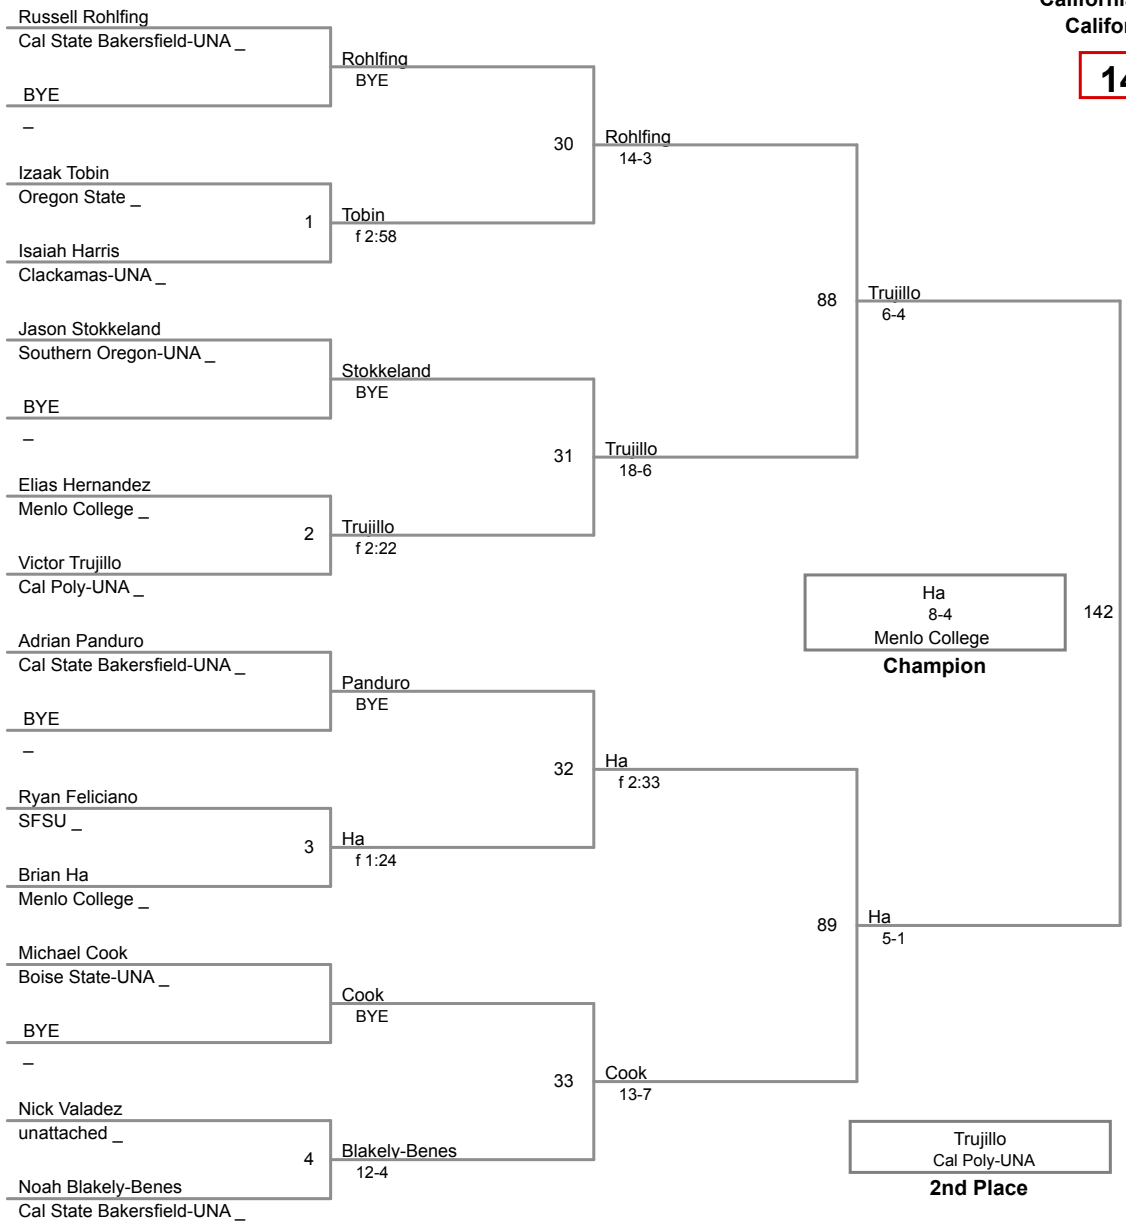 Russell Rohlfing
Cal State Bakersfield-UNA _
BYE
_
Izaak Tobin
Oregon State _
1
Isaiah Harris
Clackamas-UNA _
Jason Stokkeland
Southern Oregon-UNA _
BYE
_
Elias Hernandez
Menlo College _
2
Victor Trujillo
Cal Poly-UNA _
Adrian Panduro
Cal State Bakersfield-UNA _
BYE
_
Ryan Feliciano
SFSU _
3
Brian Ha
Menlo College _
Michael Cook
Boise State-UNA _
BYE
_
Nick Valadez
unattached _
4
Noah Blakely-Benes
Cal State Bakersfield-UNA _
Rohlfing
BYE
30
Tobin
f 2:58
Stokkeland
BYE
31
Trujillo
f 2:22
Panduro
BYE
32
Ha
f 1:24
Cook
BYE
33
Blakely-Benes
12-4
Rohlfing
14-3
88
Trujillo
18-6
Ha
f 2:33
89
Cook
13-7
Trujillo
6-4
142
Ha
5-1
Ha
8-4
Menlo College
Champion
Trujillo
Cal Poly-UNA
2nd Place